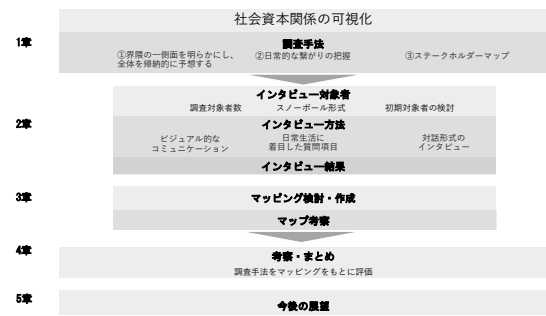 社会資本関係の可視化
1章
調査手法
①界隈の一側面を明らかにし、
全体を帰納的に予想する
②日常的な繋がりの把握
③ステークホルダーマップ
2章
インタビュー対象者
調査対象者数
スノーボール形式
初期対象者の検討
インタビュー方法
ビジュアル的な
コミュニケーション
日常生活に
着目した質問項目
対話形式の
インタビュー
インタビュー結果
3章
マッピング検討・作成
マップ考察
4章
考察・まとめ
調査手法をマッピングをもとに評価
5章
今後の展望